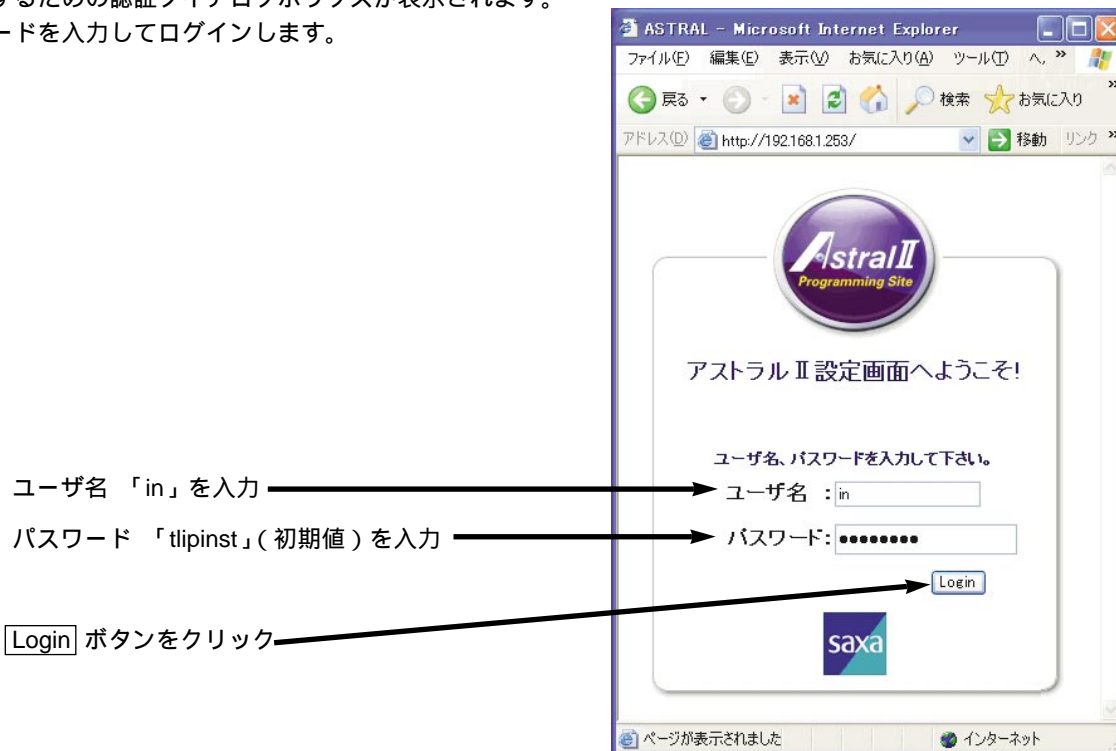 するための認証ダイアログボックスが表示されます。
ードを入力してログインします。
ASTRAL - Microsoft Internet Explorer
ファイル(F) 編集(E) 表示(V) お気に入り(A) ツール(T) ヘ, »
戻る 検索 お気に入り »
アドレス(D) http://192.168.1.253/ 移動 リンク »
AstralⅡ
Programming Site
アストラルⅡ設定画面へようこそ!
ユーザ名、パスワードを入力して下さい。
ユーザ名 「in」を入力
ユーザ名 : in
パスワード 「tlipinst」(初期値)を入力
パスワード: ●●●●●●●●
Login
Login ボタンをクリック
saxa
ページが表示されました インターネット